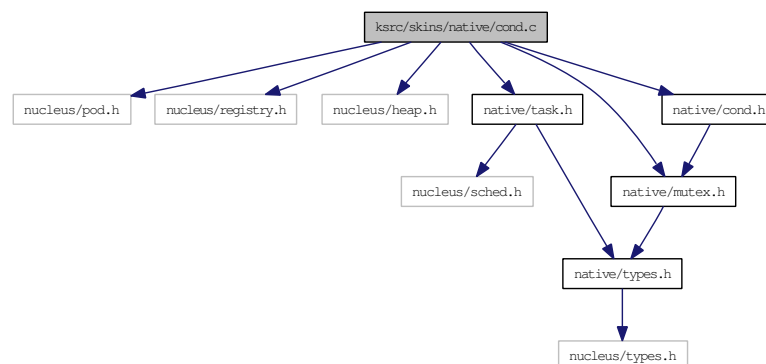 ksrc/skins/native/cond.c
nucleus/pod.h
nucleus/registry.h
nucleus/heap.h
native/task.h
native/cond.h
nucleus/sched.h
native/mutex.h
native/types.h
nucleus/types.h